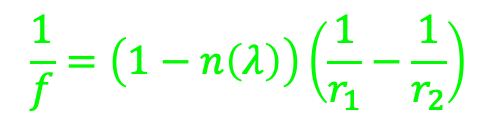 1/f = (1 − n(λ)) (1/r₁ − 1/r₂)